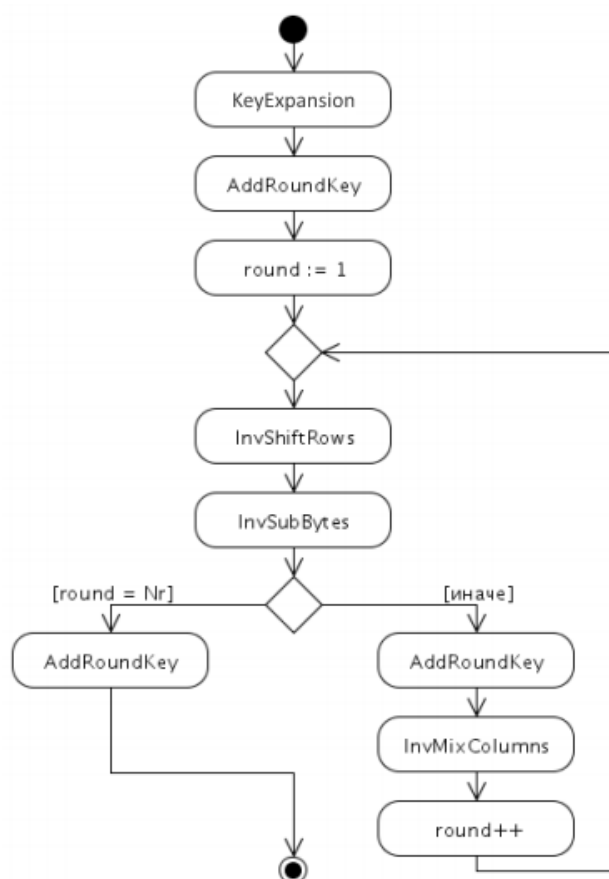 KeyExpansion
AddRoundKey
round := 1
InvShiftRows
InvSubBytes
[round = Nr]
[иначе]
AddRoundKey
AddRoundKey
InvMixColumns
round++